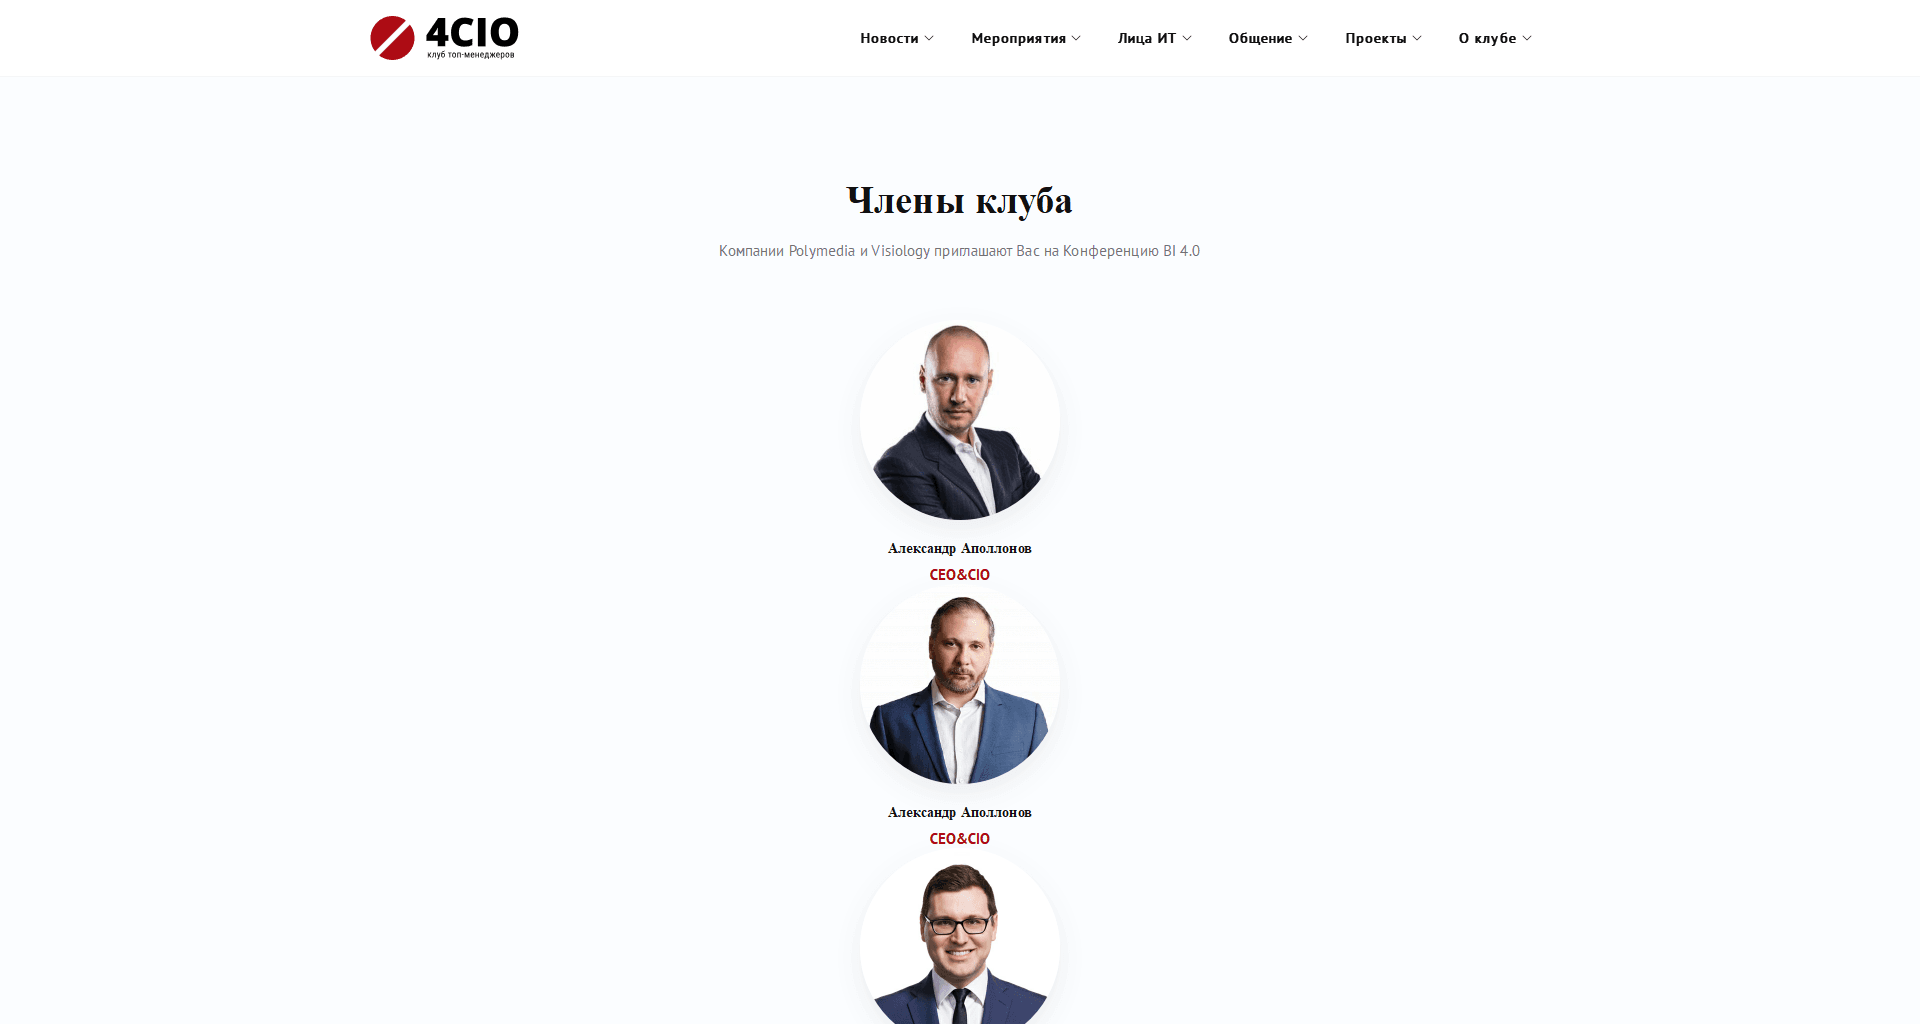 4CIO
клуб топ-менеджеров
Новости
Мероприятия
Лица ИТ
Общение
Проекты
О клубе
Члены клуба
Компании Polymedia и Visiology приглашают Вас на Конференцию BI 4.0
Александр Аполлонов
CEO&CIO
Александр Аполлонов
CEO&CIO